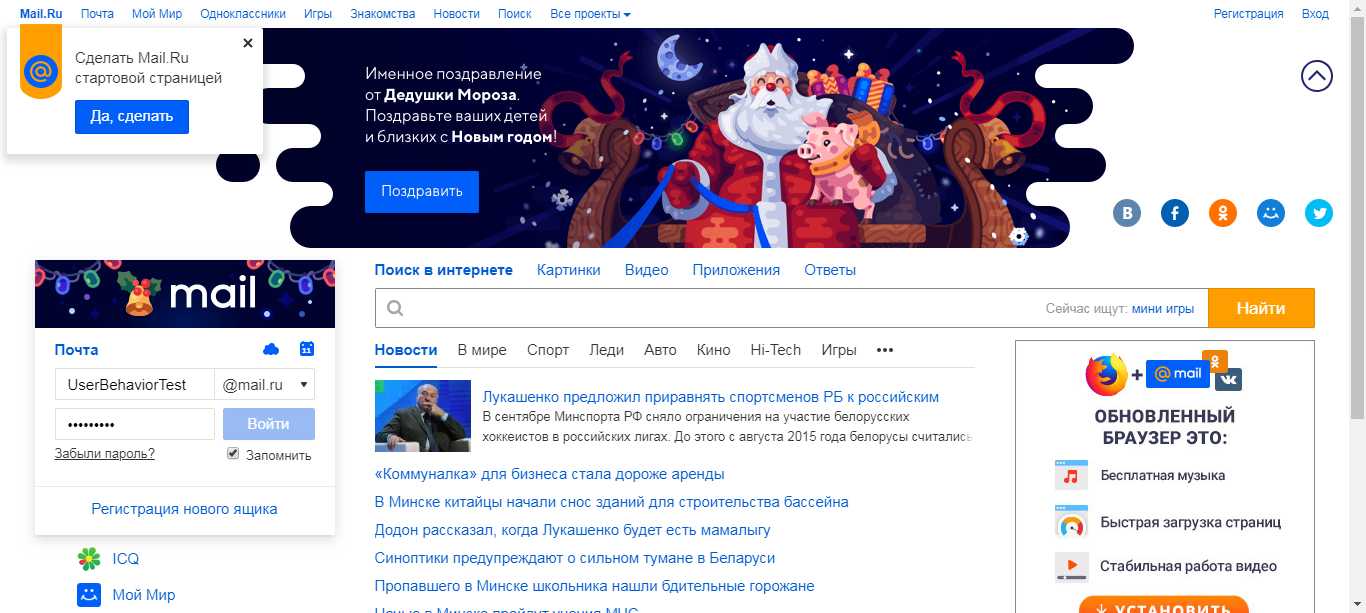 Mail.Ru Почта Мой Мир Одноклассники Игры Знакомства Новости Поиск Все проекты Регистрация Вход
Сделать Mail.Ru
стартовой страницей
Да, сделать
Именное поздравление
от Дедушки Мороза.
Поздравьте ваших детей
и близких с Новым годом!
Поздравить
mail
Почта
11
UserBehaviorTest @mail.ru
Войти
Забыли пароль? Запомнить
Регистрация нового ящика
ICQ
Мой Мир
Поиск в интернете Картинки Видео Приложения Ответы
Сейчас ищут: мини игры Найти
Новости В мире Спорт Леди Авто Кино Hi-Tech Игры •••
Лукашенко предложил приравнять спортсменов РБ к российским
В сентябре Минспорта РФ сняло ограничения на участие белорусских
хоккеистов в российских лигах. До этого с августа 2015 года белорусы считались
«Коммуналка» для бизнеса стала дороже аренды
В Минске китайцы начали снос зданий для строительства бассейна
Додон рассказал, когда Лукашенко будет есть мамалыгу
Синоптики предупреждают о сильном тумане в Беларуси
Пропавшего в Минске школьника нашли бдительные горожане
Ночью в Минске пройдут учения МЧС
+ @mail
ОБНОВЛЕННЫЙ
БРАУЗЕР ЭТО:
Бесплатная музыка
Быстрая загрузка страниц
Стабильная работа видео
УСТАНОВИТЬ